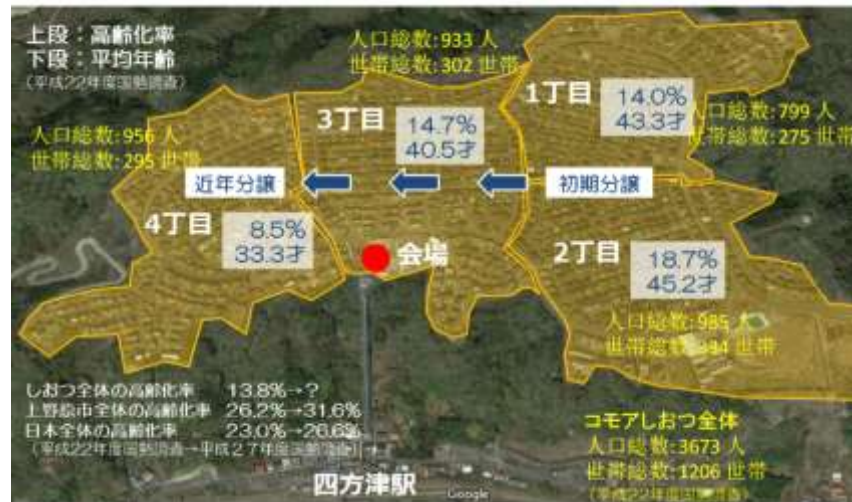 上段：高齢化率
下段：平均年齢
(平成22年度国勢調査)
人口総数:933 人
世帯総数:302 世帯
1丁目
14.0%
43.3才
人口総数:799 人
世帯総数:275 世帯
3丁目
14.7%
40.5才
人口総数:956 人
世帯総数:295 世帯
近年分譲
初期分譲
4丁目
8.5%
33.3才
会場
2丁目
18.7%
45.2才
人口総数:985 人
世帯総数:334 世帯
しおつ全体の高齢化率 13.8%→?
上野原市全体の高齢化率 26.2%→31.6%
日本全体の高齢化率 23.0%→26.6%
(平成22年度国勢調査→平成27年度国勢調査)
コモアしおつ全体
人口総数:3673 人
世帯総数:1206 世帯
(平成22年度国勢調査)
四方津駅
Google